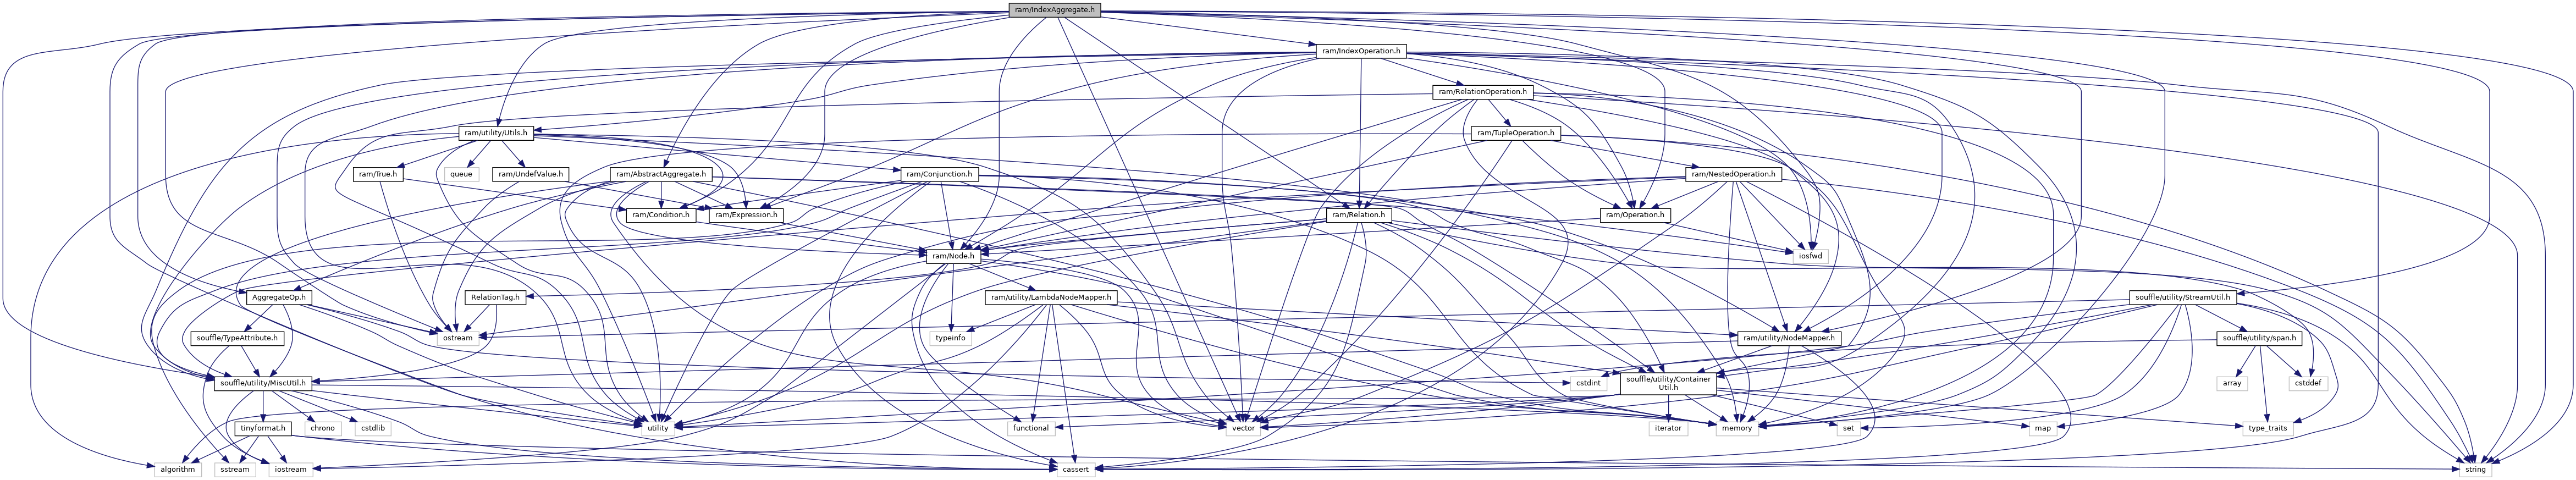 ram/IndexAggregate.h
ram/IndexOperation.h
ram/RelationOperation.h
ram/utility/Utils.h
ram/TupleOperation.h
ram/True.h
queue
ram/UndefValue.h
ram/AbstractAggregate.h
ram/Conjunction.h
ram/NestedOperation.h
ram/Condition.h
ram/Expression.h
ram/Relation.h
ram/Operation.h
ram/Node.h
iosfwd
AggregateOp.h
RelationTag.h
ram/utility/LambdaNodeMapper.h
souffle/utility/StreamUtil.h
souffle/TypeAttribute.h
ostream
typeinfo
ram/utility/NodeMapper.h
souffle/utility/span.h
souffle/utility/MiscUtil.h
cstdint
souffle/utility/Container
Util.h
array
cstddef
tinyformat.h
chrono
cstdlib
utility
functional
vector
iterator
memory
set
map
type_traits
algorithm
sstream
iostream
cassert
string